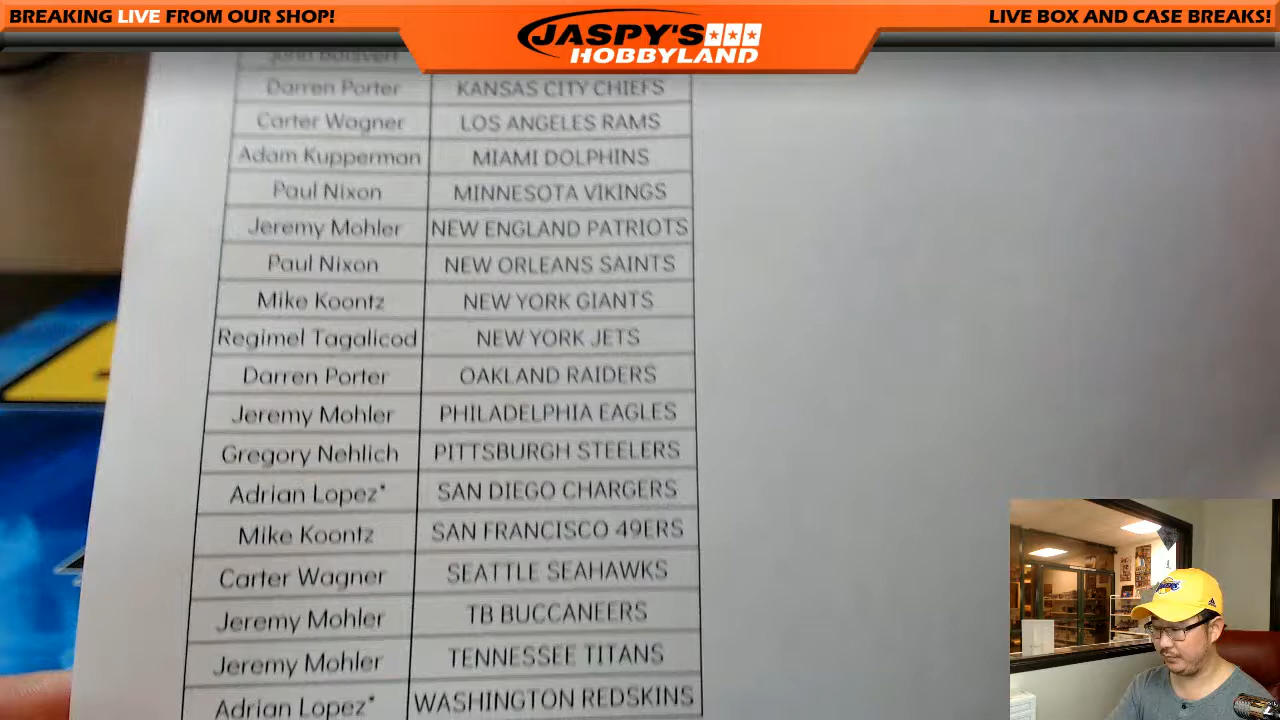 BREAKING LIVE FROM OUR SHOP!
JASPY'S
HOBBYLAND
LIVE BOX AND CASE BREAKS!
Darren Porter KANSAS CITY CHIEFS
Carter Wagner LOS ANGELES RAMS
Adam Kupperman MIAMI DOLPHINS
Paul Nixon MINNESOTA VIKINGS
Jeremy Mohler NEW ENGLAND PATRIOTS
Paul Nixon NEW ORLEANS SAINTS
Mike Koontz NEW YORK GIANTS
Regimel Tagalicod NEW YORK JETS
Darren Porter OAKLAND RAIDERS
Jeremy Mohler PHILADELPHIA EAGLES
Gregory Nehlich PITTSBURGH STEELERS
Adrian Lopez* SAN DIEGO CHARGERS
Mike Koontz SAN FRANCISCO 49ERS
Carter Wagner SEATTLE SEAHAWKS
Jeremy Mohler TB BUCCANEERS
Jeremy Mohler TENNESSEE TITANS
Adrian Lopez* WASHINGTON REDSKINS